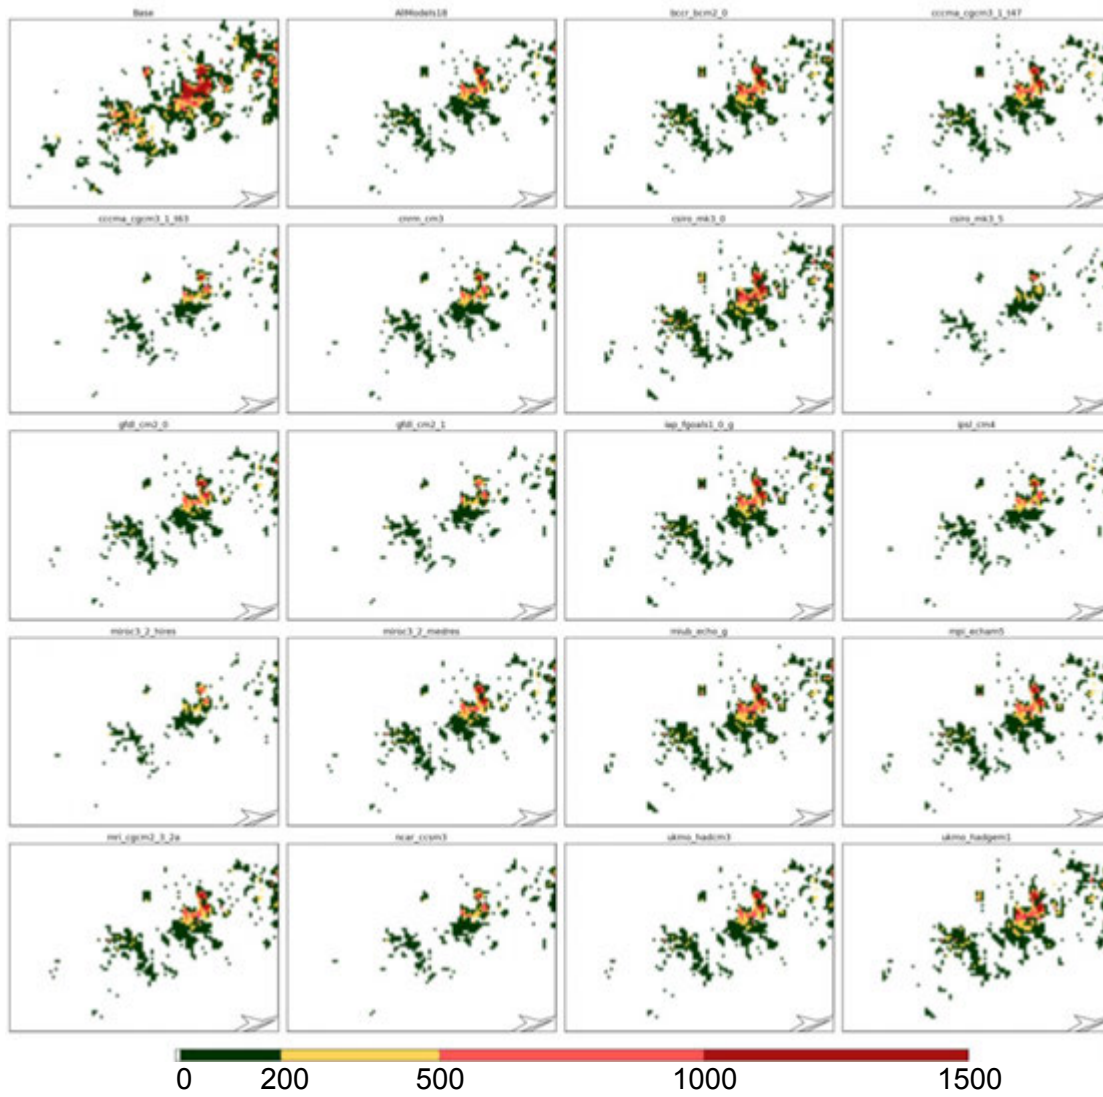 Base AllModels18 bccr_bcm2_0 cccma_cgcm3_1_t47
cccma_cgcm3_1_t63 cnrm_cm3 csiro_mk3_0 csiro_mk3_5
gfdl_cm2_0 gfdl_cm2_1 iap_fgoals1_0_g ipsl_cm4
miroc3_2_hires miroc3_2_medres miub_echo_g mpi_echam5
mri_cgcm2_3_2a ncar_ccsm3 ukmo_hadcm3 ukmo_hadgem1
0 200 500 1000 1500